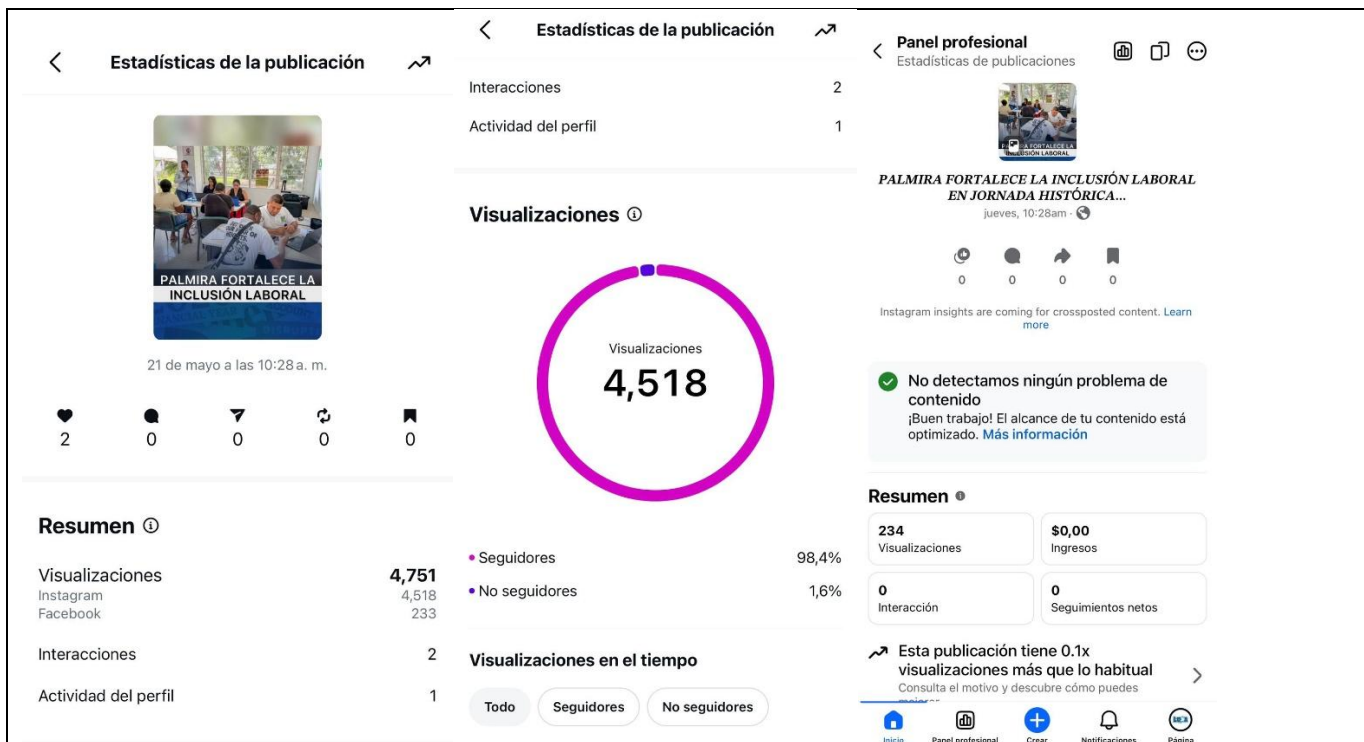 Estadísticas de la publicación
PALMIRA FORTALECE LA
INCLUSIÓN LABORAL
21 de mayo a las 10:28 a. m.
2 0 0 0 0
Resumen
Visualizaciones 4,751
Instagram 4,518
Facebook 233
Interacciones 2
Actividad del perfil 1
Estadísticas de la publicación
Interacciones 2
Actividad del perfil 1
Visualizaciones
Visualizaciones
4,518
Seguidores 98,4%
No seguidores 1,6%
Visualizaciones en el tiempo
Todo Seguidores No seguidores
Panel profesional
Estadísticas de publicaciones
INCLUSIÓN LABORAL
PALMIRA FORTALECE LA INCLUSIÓN LABORAL
EN JORNADA HISTÓRICA...
jueves, 10:28am ·
0 0 0 0
Instagram insights are coming for crossposted content. Learn
more
No detectamos ningún problema de
contenido
¡Buen trabajo! El alcance de tu contenido está
optimizado. Más información
Resumen
234
Visualizaciones
$0,00
Ingresos
0
Interacción
0
Seguimientos netos
Esta publicación tiene 0.1x
visualizaciones más que lo habitual
Consulta el motivo y descubre cómo puedes
Inicio Panel profesional Crear Notificaciones Página